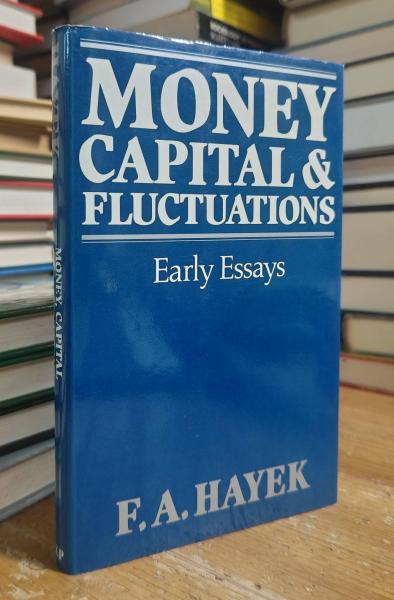 MONEY
CAPITAL &
FLUCTUATIONS
Early Essays
F. A. HAYEK
MONEY, CAPITAL